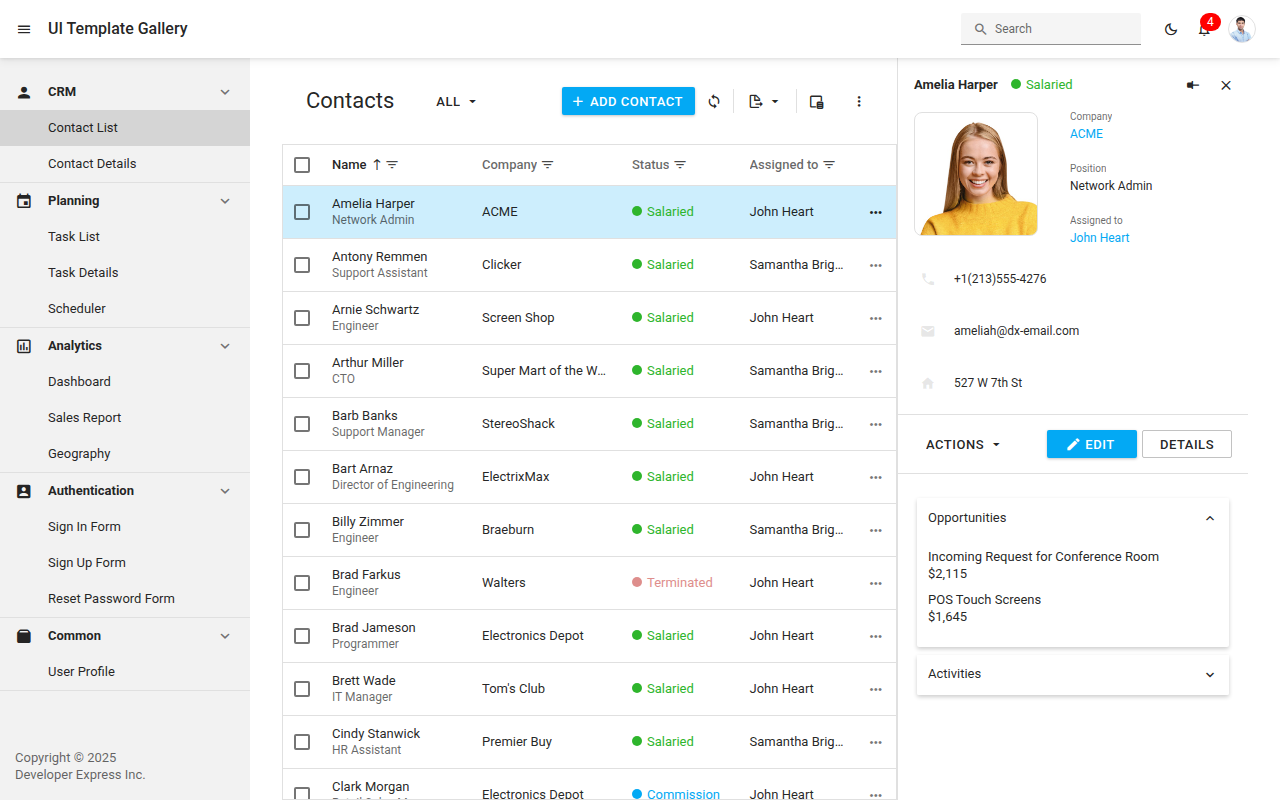 UI Template Gallery
Search
4
CRM
Contact List
Contact Details
Planning
Task List
Task Details
Scheduler
Analytics
Dashboard
Sales Report
Geography
Authentication
Sign In Form
Sign Up Form
Reset Password Form
Common
User Profile
Copyright © 2025
Developer Express Inc.
Contacts
ALL
ADD CONTACT
Name
Company
Status
Assigned to
Amelia Harper
Network Admin
ACME
Salaried
John Heart
Antony Remmen
Support Assistant
Clicker
Salaried
Samantha Brig...
Arnie Schwartz
Engineer
Screen Shop
Salaried
John Heart
Arthur Miller
CTO
Super Mart of the W...
Salaried
Samantha Brig...
Barb Banks
Support Manager
StereoShack
Salaried
Samantha Brig...
Bart Arnaz
Director of Engineering
ElectrixMax
Salaried
John Heart
Billy Zimmer
Engineer
Braeburn
Salaried
Samantha Brig...
Brad Farkus
Engineer
Walters
Terminated
John Heart
Brad Jameson
Programmer
Electronics Depot
Salaried
John Heart
Brett Wade
IT Manager
Tom's Club
Salaried
John Heart
Cindy Stanwick
HR Assistant
Premier Buy
Salaried
Samantha Brig...
Clark Morgan
Electronics Depot
Commission
John Heart
Amelia Harper
Salaried
Company
ACME
Position
Network Admin
Assigned to
John Heart
+1(213)555-4276
ameliah@dx-email.com
527 W 7th St
ACTIONS
EDIT
DETAILS
Opportunities
Incoming Request for Conference Room
$2,115
POS Touch Screens
$1,645
Activities